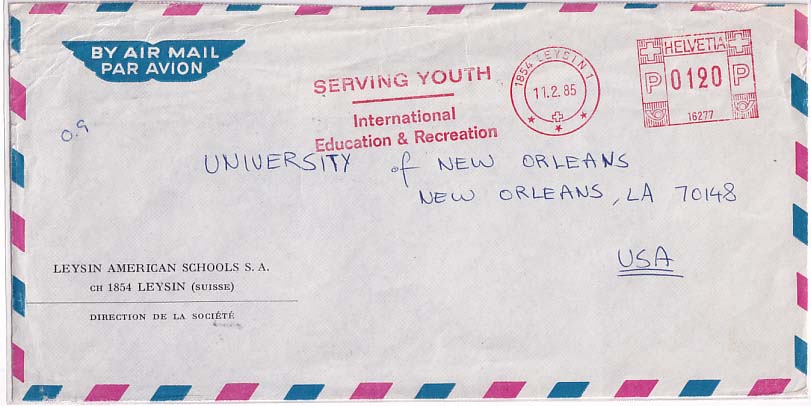 BY AIR MAIL
PAR AVION
SERVING YOUTH
International
Education & Recreation
1854 LEYSIN 1
11.2.85
HELVETIA
P 0120 P
16277
0.9
UNIVERSITY of NEW ORLEANS
NEW ORLEANS, LA 70148
USA
LEYSIN AMERICAN SCHOOLS S. A.
CH 1854 LEYSIN (SUISSE)
DIRECTION DE LA SOCIÉTÉ